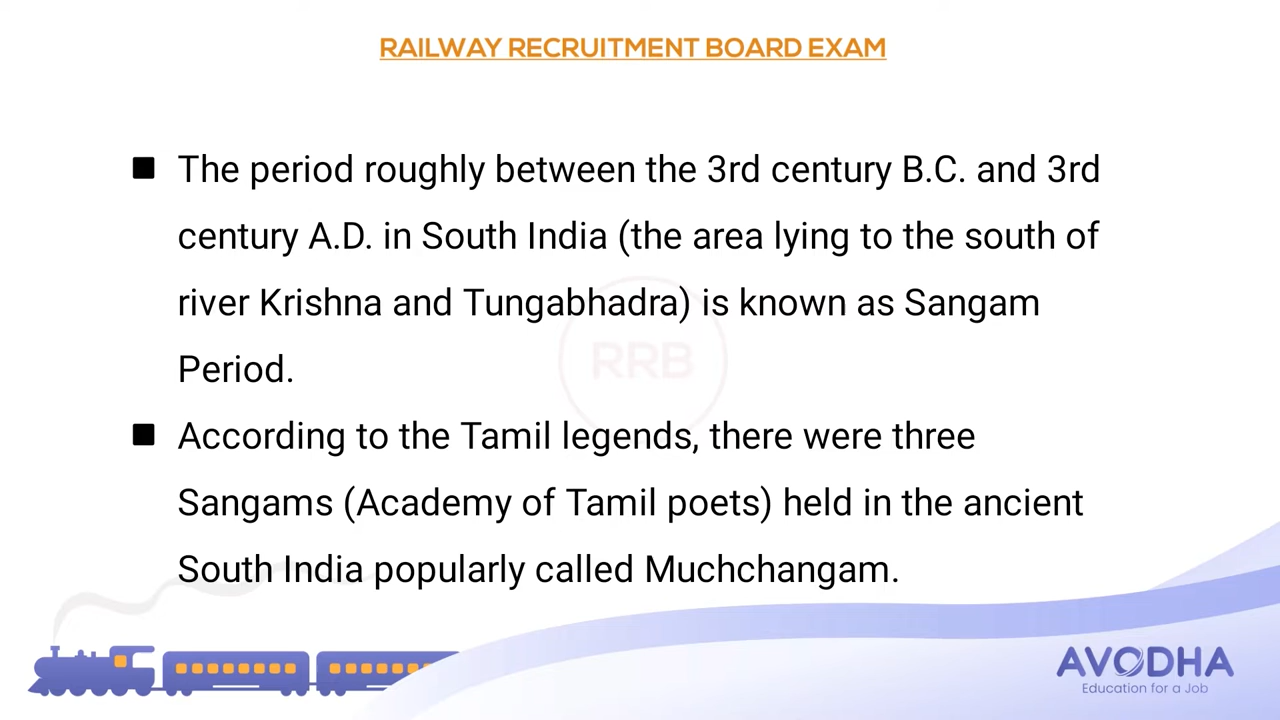 RAILWAY RECRUITMENT BOARD EXAM
■ The period roughly between the 3rd century B.C. and 3rd
century A.D. in South India (the area lying to the south of
river Krishna and Tungabhadra) is known as Sangam
Period.
■ According to the Tamil legends, there were three
Sangams (Academy of Tamil poets) held in the ancient
South India popularly called Muchchangam.
RRB
AVODHA
Education for a Job